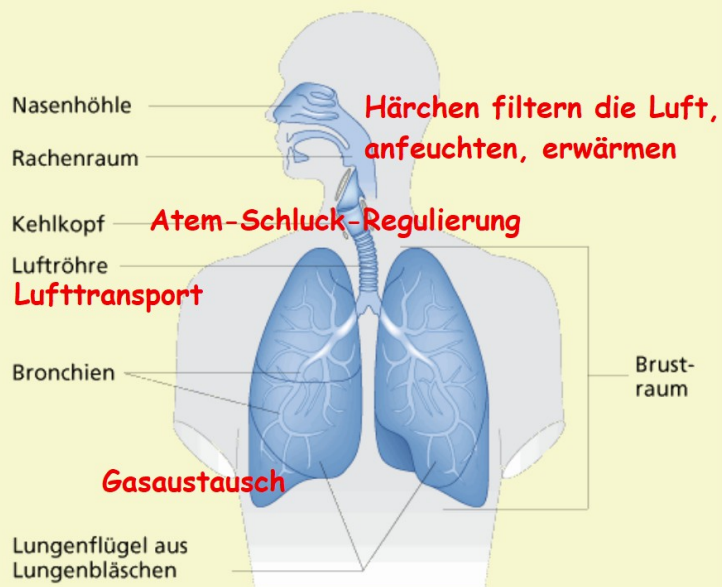 Nasenhöhle
Härchen filtern die Luft,
anfeuchten, erwärmen
Rachenraum
Kehlkopf
Atem-Schluck-Regulierung
Luftröhre
Lufttransport
Bronchien
Brust-
raum
Gasaustausch
Lungenflügel aus
Lungenbläschen